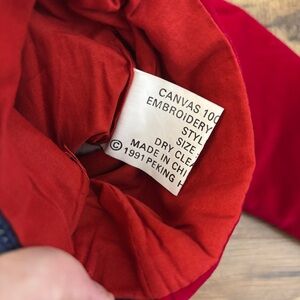 CANVAS 100
EMBROIDERY
STYL
SIZE
DRY CLEA
MADE IN CHI
© 1991 PEKING H